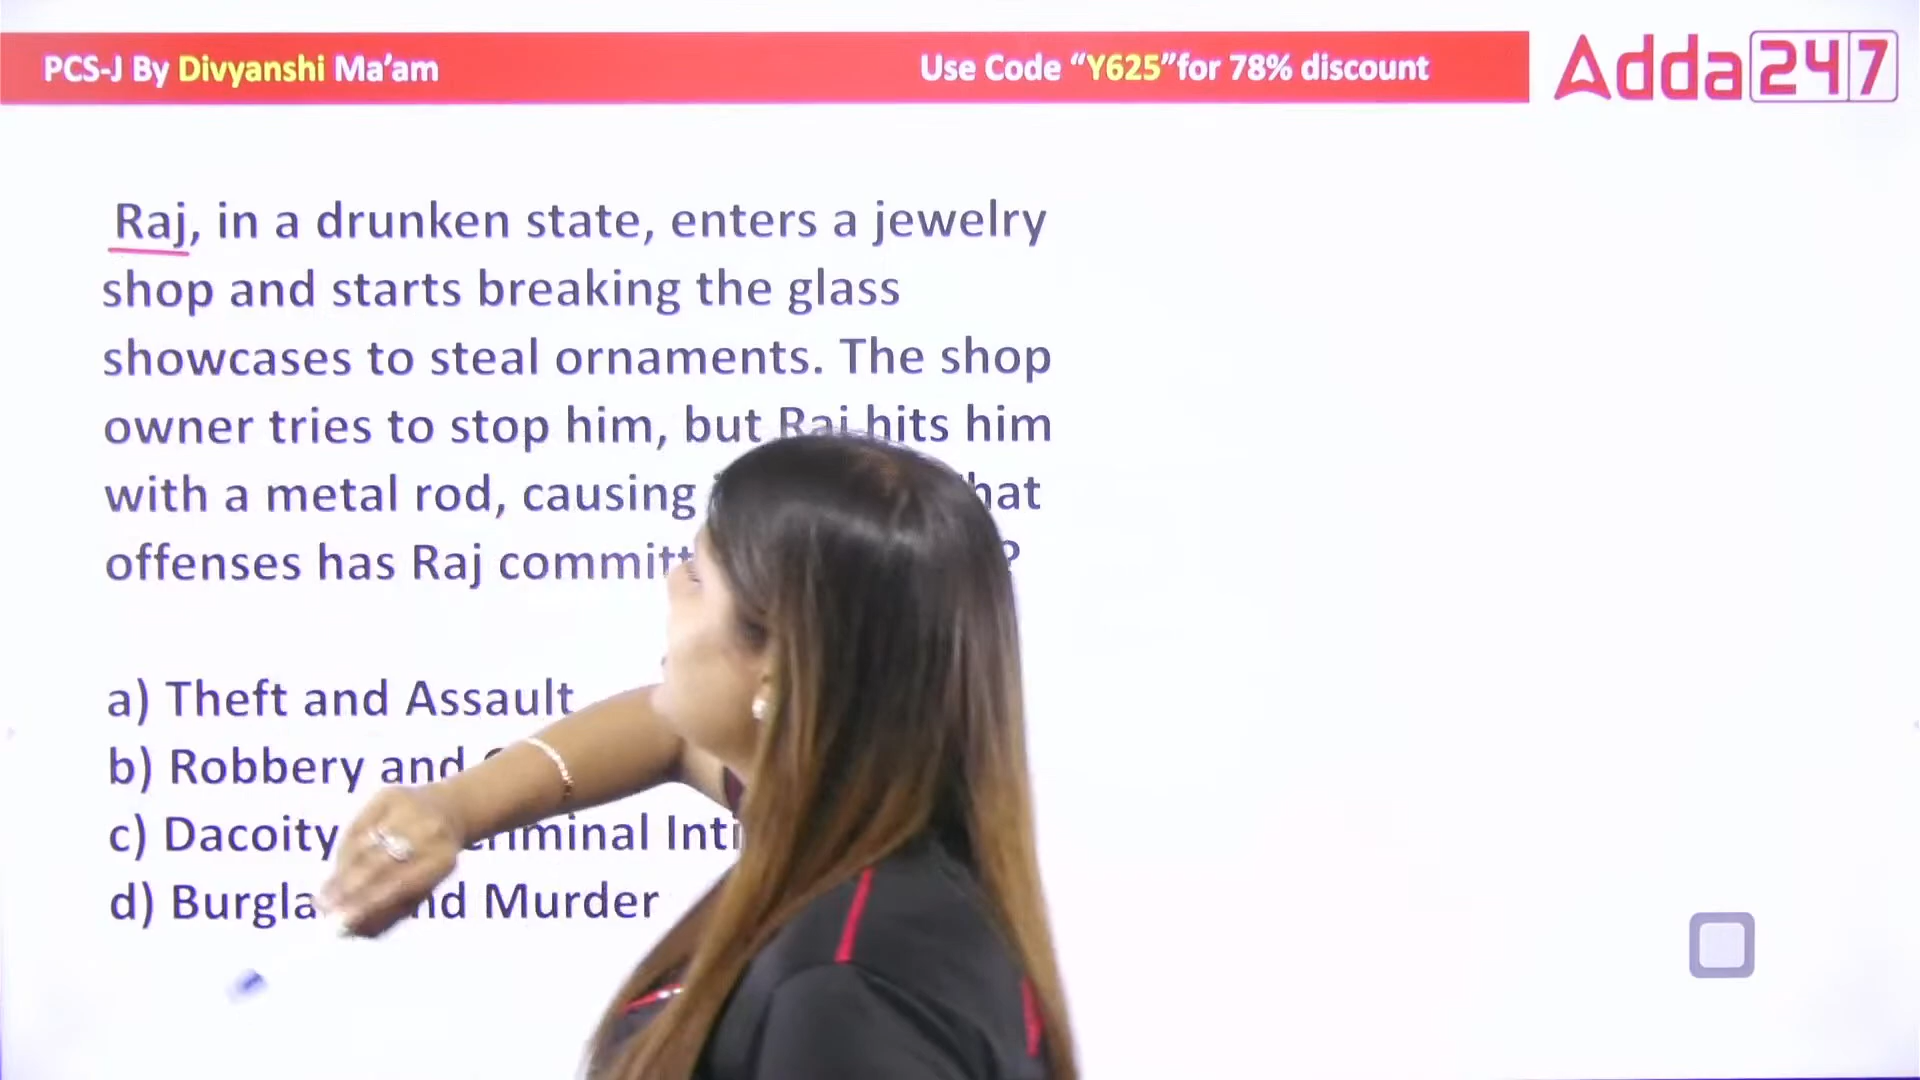 PCS-J By Divyanshi Ma'am
Use Code “Y625”for 78% discount
Adda247
Raj, in a drunken state, enters a jewelry
shop and starts breaking the glass
showcases to steal ornaments. The shop
owner tries to stop him, but Raj hits him
with a metal rod, causing
offenses has Raj
a) Theft and Assault
b) Robbery and
c) Dacoity
d) and Murder